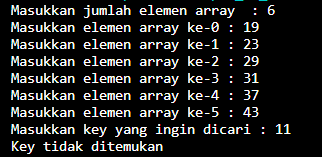 Masukkan jumlah elemen array  : 6
Masukkan elemen array ke-0 : 19
Masukkan elemen array ke-1 : 23
Masukkan elemen array ke-2 : 29
Masukkan elemen array ke-3 : 31
Masukkan elemen array ke-4 : 37
Masukkan elemen array ke-5 : 43
Masukkan key yang ingin dicari : 11
Key tidak ditemukan